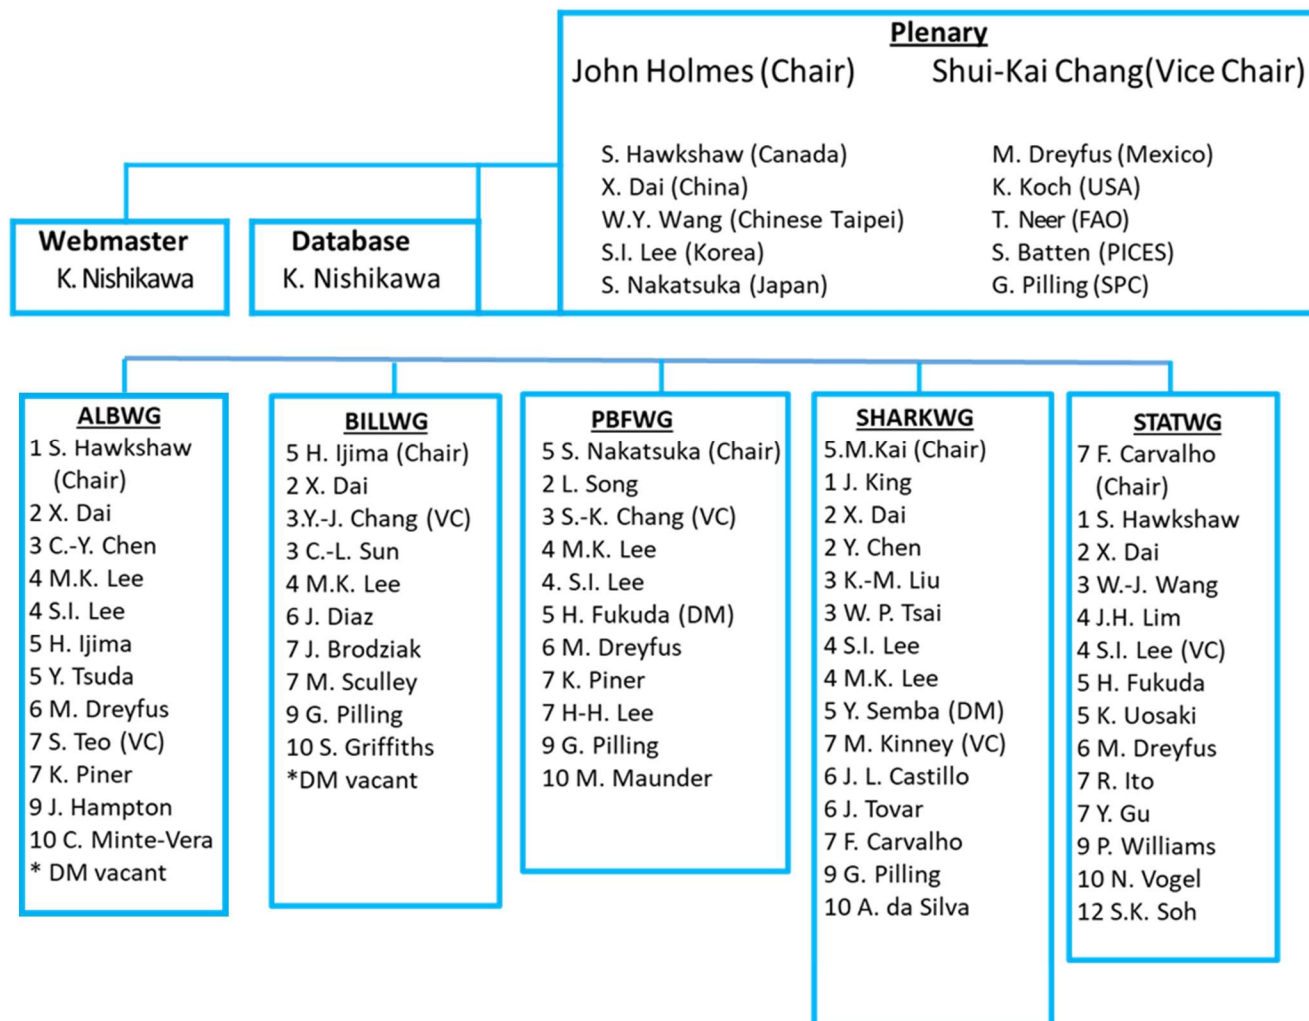 Plenary
John Holmes (Chair) Shui-Kai Chang(Vice Chair)
S. Hawkshaw (Canada)
X. Dai (China)
W.Y. Wang (Chinese Taipei)
S.I. Lee (Korea)
S. Nakatsuka (Japan)
M. Dreyfus (Mexico)
K. Koch (USA)
T. Neer (FAO)
S. Batten (PICES)
G. Pilling (SPC)
Webmaster
K. Nishikawa
Database
K. Nishikawa
ALBWG
1 S. Hawkshaw
(Chair)
2 X. Dai
3 C.-Y. Chen
4 M.K. Lee
4 S.I. Lee
5 H. Ijima
5 Y. Tsuda
6 M. Dreyfus
7 S. Teo (VC)
7 K. Piner
9 J. Hampton
10 C. Minte-Vera
* DM vacant
BILLWG
5 H. Ijima (Chair)
2 X. Dai
3.Y.-J. Chang (VC)
3 C.-L. Sun
4 M.K. Lee
6 J. Diaz
7 J. Brodziak
7 M. Sculley
9 G. Pilling
10 S. Griffiths
*DM vacant
PBFWG
5 S. Nakatsuka (Chair)
2 L. Song
3 S.-K. Chang (VC)
4 M.K. Lee
4. S.I. Lee
5 H. Fukuda (DM)
6 M. Dreyfus
7 K. Piner
7 H-H. Lee
9 G. Pilling
10 M. Maunder
SHARKWG
5.M.Kai (Chair)
1 J. King
2 X. Dai
2 Y. Chen
3 K.-M. Liu
3 W. P. Tsai
4 S.I. Lee
4 M.K. Lee
5 Y. Semba (DM)
7 M. Kinney (VC)
6 J. L. Castillo
6 J. Tovar
7 F. Carvalho
9 G. Pilling
10 A. da Silva
STATWG
7 F. Carvalho
(Chair)
1 S. Hawkshaw
2 X. Dai
3 W.-J. Wang
4 J.H. Lim
4 S.I. Lee (VC)
5 H. Fukuda
5 K. Uosaki
6 M. Dreyfus
7 R. Ito
7 Y. Gu
9 P. Williams
10 N. Vogel
12 S.K. Soh